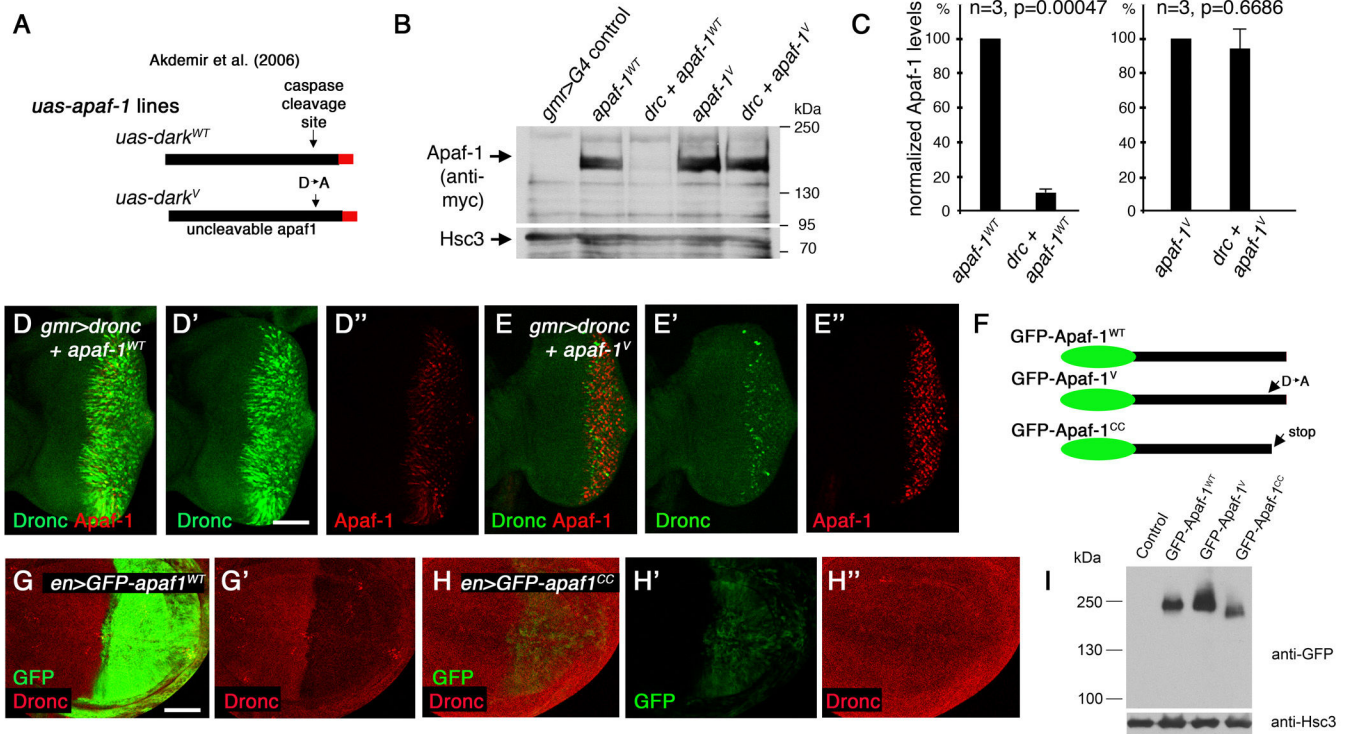 A
Akdemir et al. (2006)
uas-apaf-1 lines
caspase
cleavage
site
uas-dark^WT
D→A
uas-dark^V
uncleavable apaf1
B
gmr>G4 control
apaf-1^WT
drc + apaf-1^WT
apaf-1^V
drc + apaf-1^V
kDa
250
130
95
70
Apaf-1
(anti-
myc)
Hsc3
C
normalized Apaf-1 levels
%
n=3, p=0.00047
100
80
60
40
20
0
apaf-1^WT
drc +
apaf-1^WT
%
n=3, p=0.6686
100
80
60
40
20
0
apaf-1^V
drc +
apaf-1^V
D
gmr>dronc
+ apaf-1^WT
Dronc Apaf-1
D’
Dronc
D”
Apaf-1
E
gmr>dronc
+ apaf-1^V
Dronc Apaf-1
E’
Dronc
E”
Apaf-1
F
GFP-Apaf-1^WT
GFP-Apaf-1^V
D→A
GFP-Apaf-1^CC
stop
G
en>GFP-apaf1^WT
GFP
Dronc
G’
Dronc
H
en>GFP-apaf1^CC
GFP
Dronc
H’
GFP
H”
Dronc
I
kDa
Control
GFP-Apaf-1^WT
GFP-Apaf-1^V
GFP-Apaf-1^CC
250
130
100
anti-GFP
anti-Hsc3